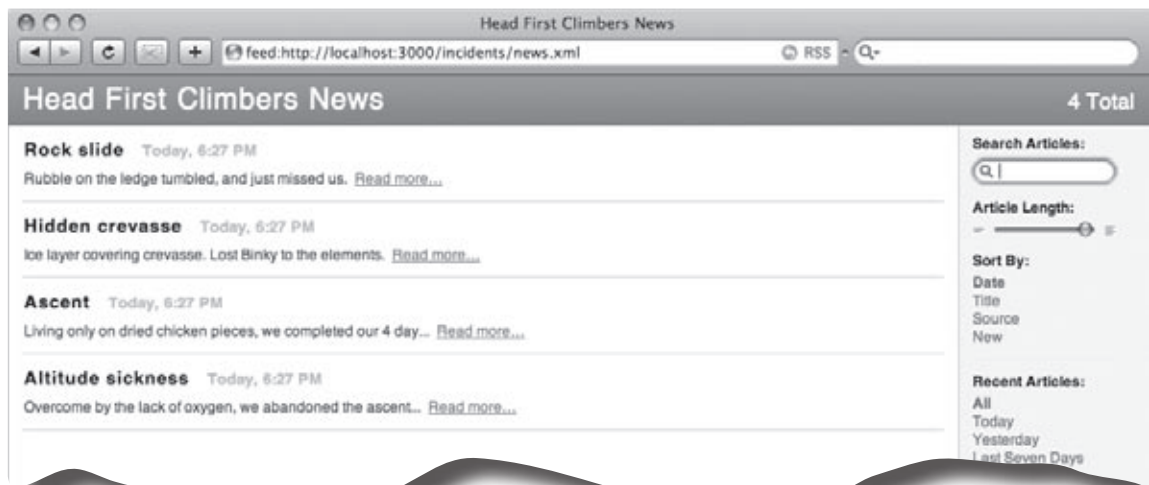 Head First Climbers News
feed:http://localhost:3000/incidents/news.xml
RSS
Head First Climbers News
4 Total
Rock slide Today, 6:27 PM
Rubble on the ledge tumbled, and just missed us. Read more...
Hidden crevasse Today, 6:27 PM
Ice layer covering crevasse. Lost Binky to the elements. Read more...
Ascent Today, 6:27 PM
Living only on dried chicken pieces, we completed our 4 day... Read more...
Altitude sickness Today, 6:27 PM
Overcome by the lack of oxygen, we abandoned the ascent... Read more...
Search Articles:
Article Length:
Sort By:
Date
Title
Source
New
Recent Articles:
All
Today
Yesterday
Last Seven Days